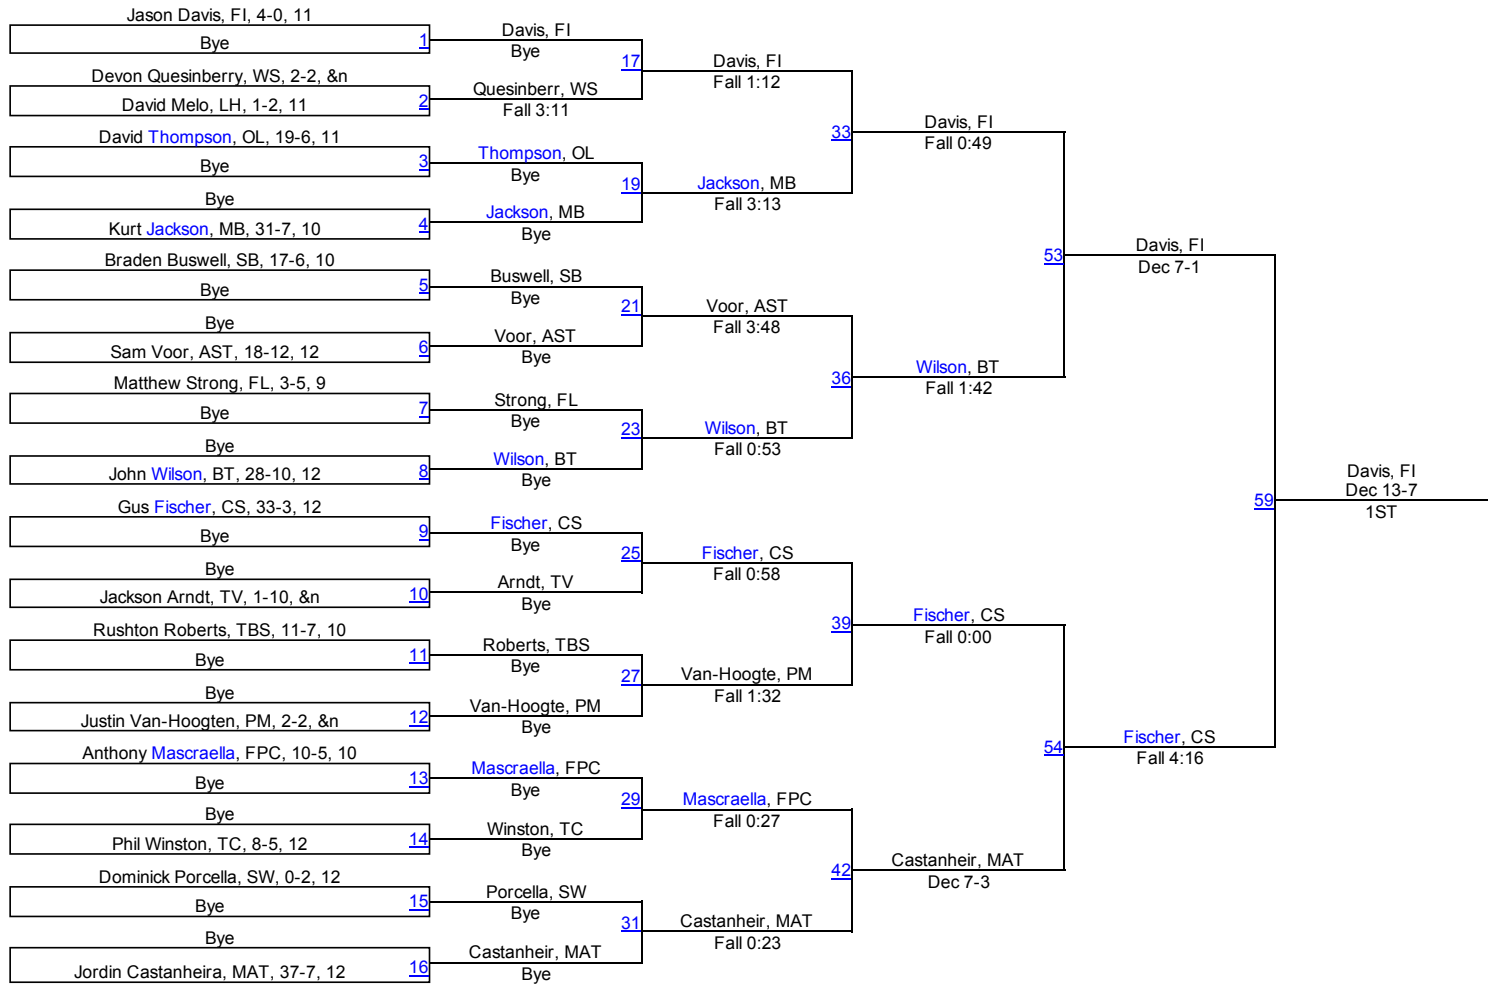 Jason Davis, FI, 4-0, 11
Bye
1
Devon Quesinberry, WS, 2-2, &n
David Melo, LH, 1-2, 11
2
David Thompson, OL, 19-6, 11
Bye
3
Bye
Kurt Jackson, MB, 31-7, 10
4
Braden Buswell, SB, 17-6, 10
Bye
5
Bye
Sam Voor, AST, 18-12, 12
6
Matthew Strong, FL, 3-5, 9
Bye
7
Bye
John Wilson, BT, 28-10, 12
8
Gus Fischer, CS, 33-3, 12
Bye
9
Bye
Jackson Arndt, TV, 1-10, &n
10
Rushton Roberts, TBS, 11-7, 10
Bye
11
Bye
Justin Van-Hoogten, PM, 2-2, &n
12
Anthony Mascraella, FPC, 10-5, 10
Bye
13
Bye
Phil Winston, TC, 8-5, 12
14
Dominick Porcella, SW, 0-2, 12
Bye
15
Bye
Jordin Castanheira, MAT, 37-7, 12
16
Davis, FI
Bye
17
Quesinberr, WS
Fall 3:11
Thompson, OL
Bye
19
Jackson, MB
Bye
Buswell, SB
Bye
21
Voor, AST
Bye
Strong, FL
Bye
23
Wilson, BT
Bye
Fischer, CS
Bye
25
Arndt, TV
Bye
Roberts, TBS
Bye
27
Van-Hoogte, PM
Bye
Mascraella, FPC
Bye
29
Winston, TC
Bye
Porcella, SW
Bye
31
Castanheir, MAT
Bye
Davis, FI
Fall 1:12
33
Jackson, MB
Fall 3:13
Voor, AST
Fall 3:48
36
Wilson, BT
Fall 0:53
Fischer, CS
Fall 0:58
39
Van-Hoogte, PM
Fall 1:32
Mascraella, FPC
Fall 0:27
42
Castanheir, MAT
Fall 0:23
Davis, FI
Fall 0:49
53
Wilson, BT
Fall 1:42
Fischer, CS
Fall 0:00
54
Castanheir, MAT
Dec 7-3
Davis, FI
Dec 7-1
59
Fischer, CS
Fall 4:16
Davis, FI
Dec 13-7
1ST